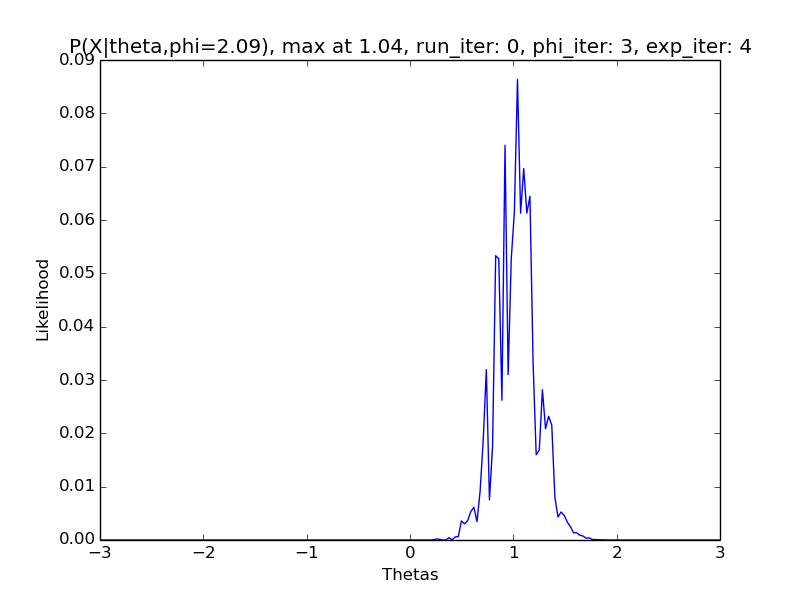 P(X|theta,phi=2.09), max at 1.04, run_iter: 0, phi_iter: 3, exp_iter: 4
0.09
0.08
0.07
0.06
0.05
0.04
0.03
0.02
0.01
0.00
Likelihood
−3 −2 −1 0 1 2 3
Thetas